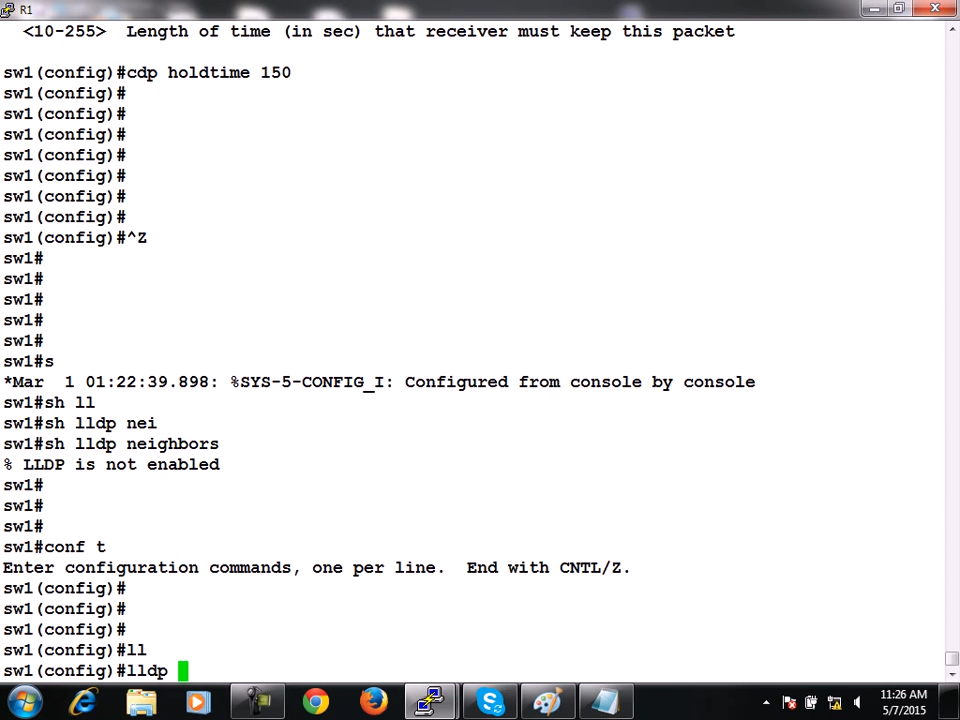 R1
<10-255>  Length of time (in sec) that receiver must keep this packet
sw1(config)#cdp holdtime 150
sw1(config)#
sw1(config)#
sw1(config)#
sw1(config)#
sw1(config)#
sw1(config)#
sw1(config)#
sw1(config)#^Z
sw1#
sw1#
sw1#
sw1#
sw1#
sw1#s
*Mar  1 01:22:39.898: %SYS-5-CONFIG_I: Configured from console by console
sw1#sh ll
sw1#sh lldp nei
sw1#sh lldp neighbors
% LLDP is not enabled
sw1#
sw1#
sw1#
sw1#conf t
Enter configuration commands, one per line.  End with CNTL/Z.
sw1(config)#
sw1(config)#
sw1(config)#
sw1(config)#ll
sw1(config)#lldp
11:26 AM
5/7/2015